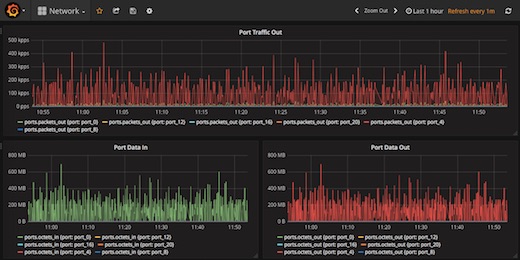 Network
Zoom Out
Last 1 hour
Refresh every 1m
Port Traffic Out
500 kpps
400 kpps
300 kpps
200 kpps
100 kpps
0 pps
10:55 11:00 11:05 11:10 11:15 11:20 11:25 11:30 11:35 11:40 11:45 11:50
ports.packets_out (port: port_0) ports.packets_out (port: port_12) ports.packets_out (port: port_16) ports.packets_out (port: port_20) ports.packets_out (port: port_4)
ports.packets_out (port: port_8)
Port Data In
800 MB
600 MB
400 MB
200 MB
0 B
11:00 11:10 11:20 11:30 11:40 11:50
ports.octets_in (port: port_0) ports.octets_in (port: port_12)
ports.octets_in (port: port_16) ports.octets_in (port: port_20)
ports.octets_in (port: port_4) ports.octets_in (port: port_8)
Port Data Out
800 MB
600 MB
400 MB
200 MB
0 B
11:00 11:10 11:20 11:30 11:40 11:50
ports.octets_out (port: port_0) ports.octets_out (port: port_12)
ports.octets_out (port: port_16) ports.octets_out (port: port_20)
ports.octets_out (port: port_4) ports.octets_out (port: port_8)